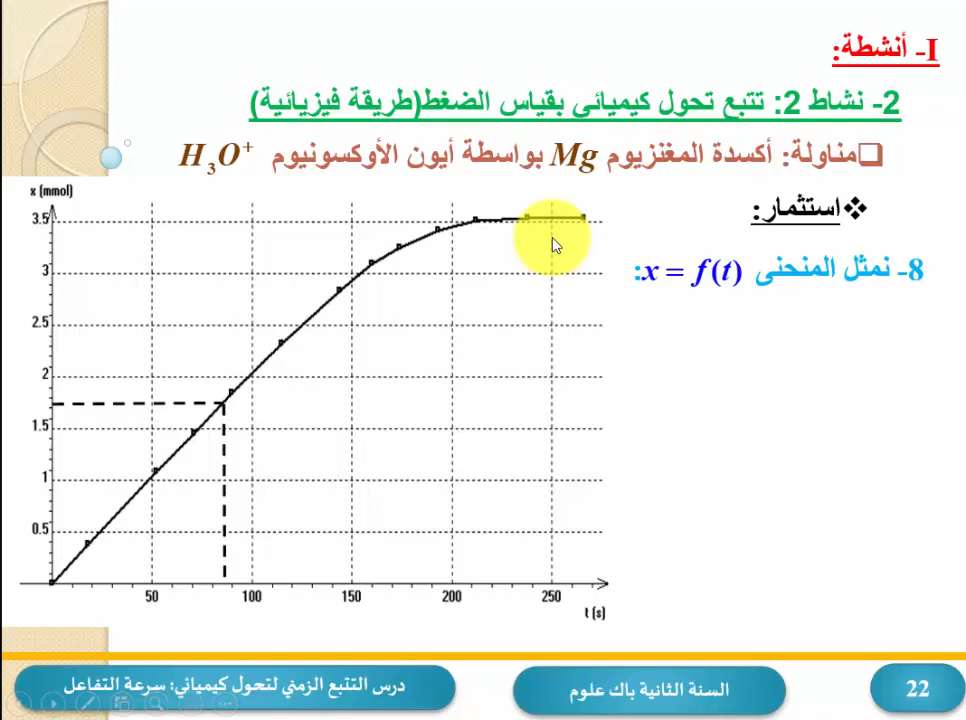 I- أنشطة:
2- نشاط 2: تتبع تحول كيميائي بقياس الضغط(طريقة فيزيائية)
مناولة: أكسدة المغنزيوم Mg بواسطة أيون الأوكسونيوم H₃O⁺
استثمار:
8- نمثل المنحنى x = f(t):
x (mmol)
3.5
3
2.5
2
1.5
1
0.5
50 100 150 200 250
t (s)
درس التتبع الزمني لتحول كيميائي: سرعة التفاعل
السنة الثانية باك علوم
22